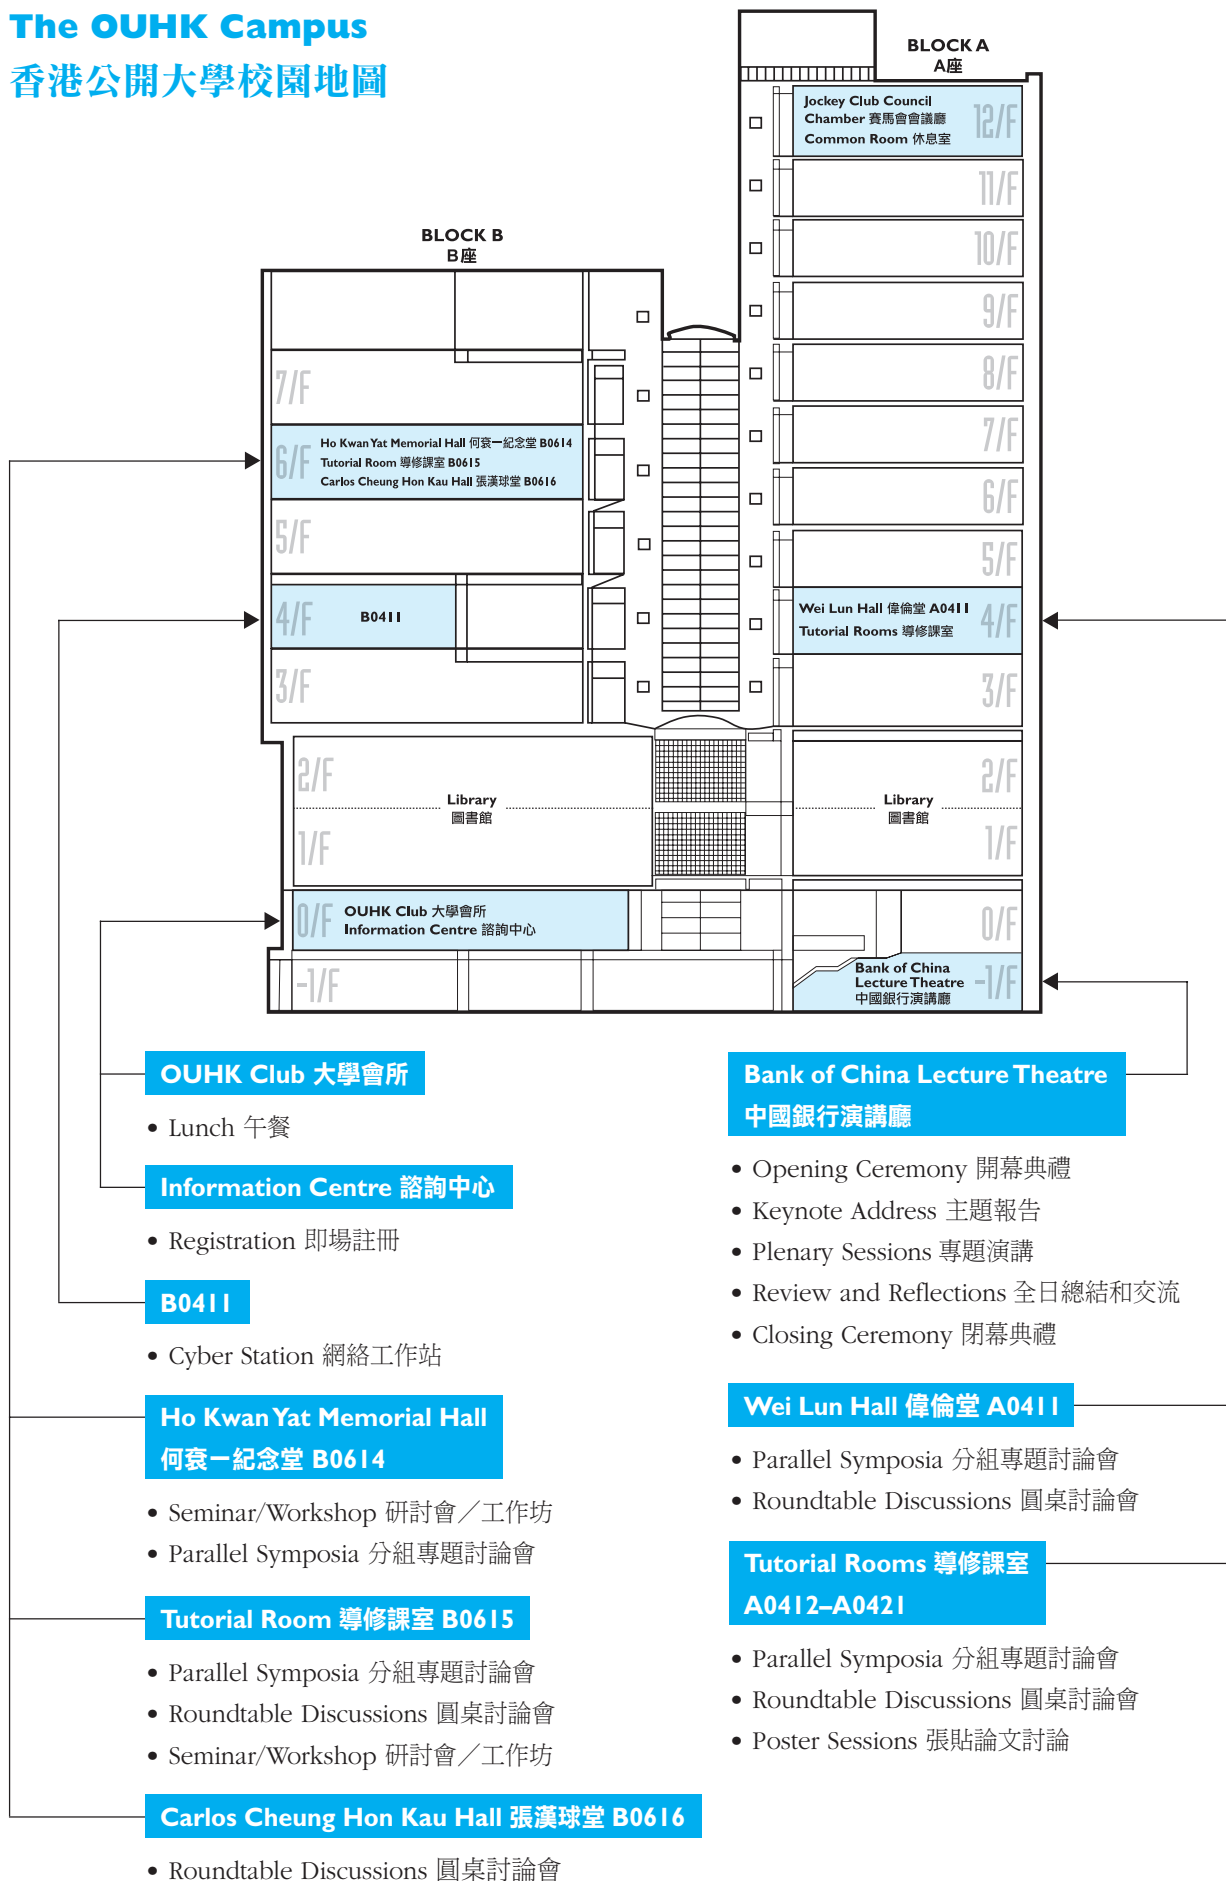 The OUHK Campus
香港公開大學校園地圖
BLOCK A
A座
Jockey Club Council
Chamber 賽馬會會議廳
Common Room 休息室
12/F
11/F
10/F
9/F
8/F
7/F
6/F
5/F
Wei Lun Hall 偉倫堂 A0411
Tutorial Rooms 導修課室
4/F
3/F
2/F
Library
圖書館
1/F
0/F
Bank of China
Lecture Theatre
中國銀行演講廳
-1/F
BLOCK B
B座
7/F
6/F
Ho Kwan Yat Memorial Hall 何袞一紀念堂 B0614
Tutorial Room 導修課室 B0615
Carlos Cheung Hon Kau Hall 張漢球堂 B0616
5/F
4/F
B0411
3/F
2/F
Library
圖書館
1/F
0/F
OUHK Club 大學會所
Information Centre 諮詢中心
-1/F
OUHK Club 大學會所
• Lunch 午餐
Information Centre 諮詢中心
• Registration 即場註冊
B0411
• Cyber Station 網絡工作站
Ho Kwan Yat Memorial Hall
何袞一紀念堂 B0614
• Seminar/Workshop 研討會／工作坊
• Parallel Symposia 分組專題討論會
Tutorial Room 導修課室 B0615
• Parallel Symposia 分組專題討論會
• Roundtable Discussions 圓桌討論會
• Seminar/Workshop 研討會／工作坊
Carlos Cheung Hon Kau Hall 張漢球堂 B0616
• Roundtable Discussions 圓桌討論會
Bank of China Lecture Theatre
中國銀行演講廳
• Opening Ceremony 開幕典禮
• Keynote Address 主題報告
• Plenary Sessions 專題演講
• Review and Reflections 全日總結和交流
• Closing Ceremony 閉幕典禮
Wei Lun Hall 偉倫堂 A0411
• Parallel Symposia 分組專題討論會
• Roundtable Discussions 圓桌討論會
Tutorial Rooms 導修課室
A0412–A0421
• Parallel Symposia 分組專題討論會
• Roundtable Discussions 圓桌討論會
• Poster Sessions 張貼論文討論